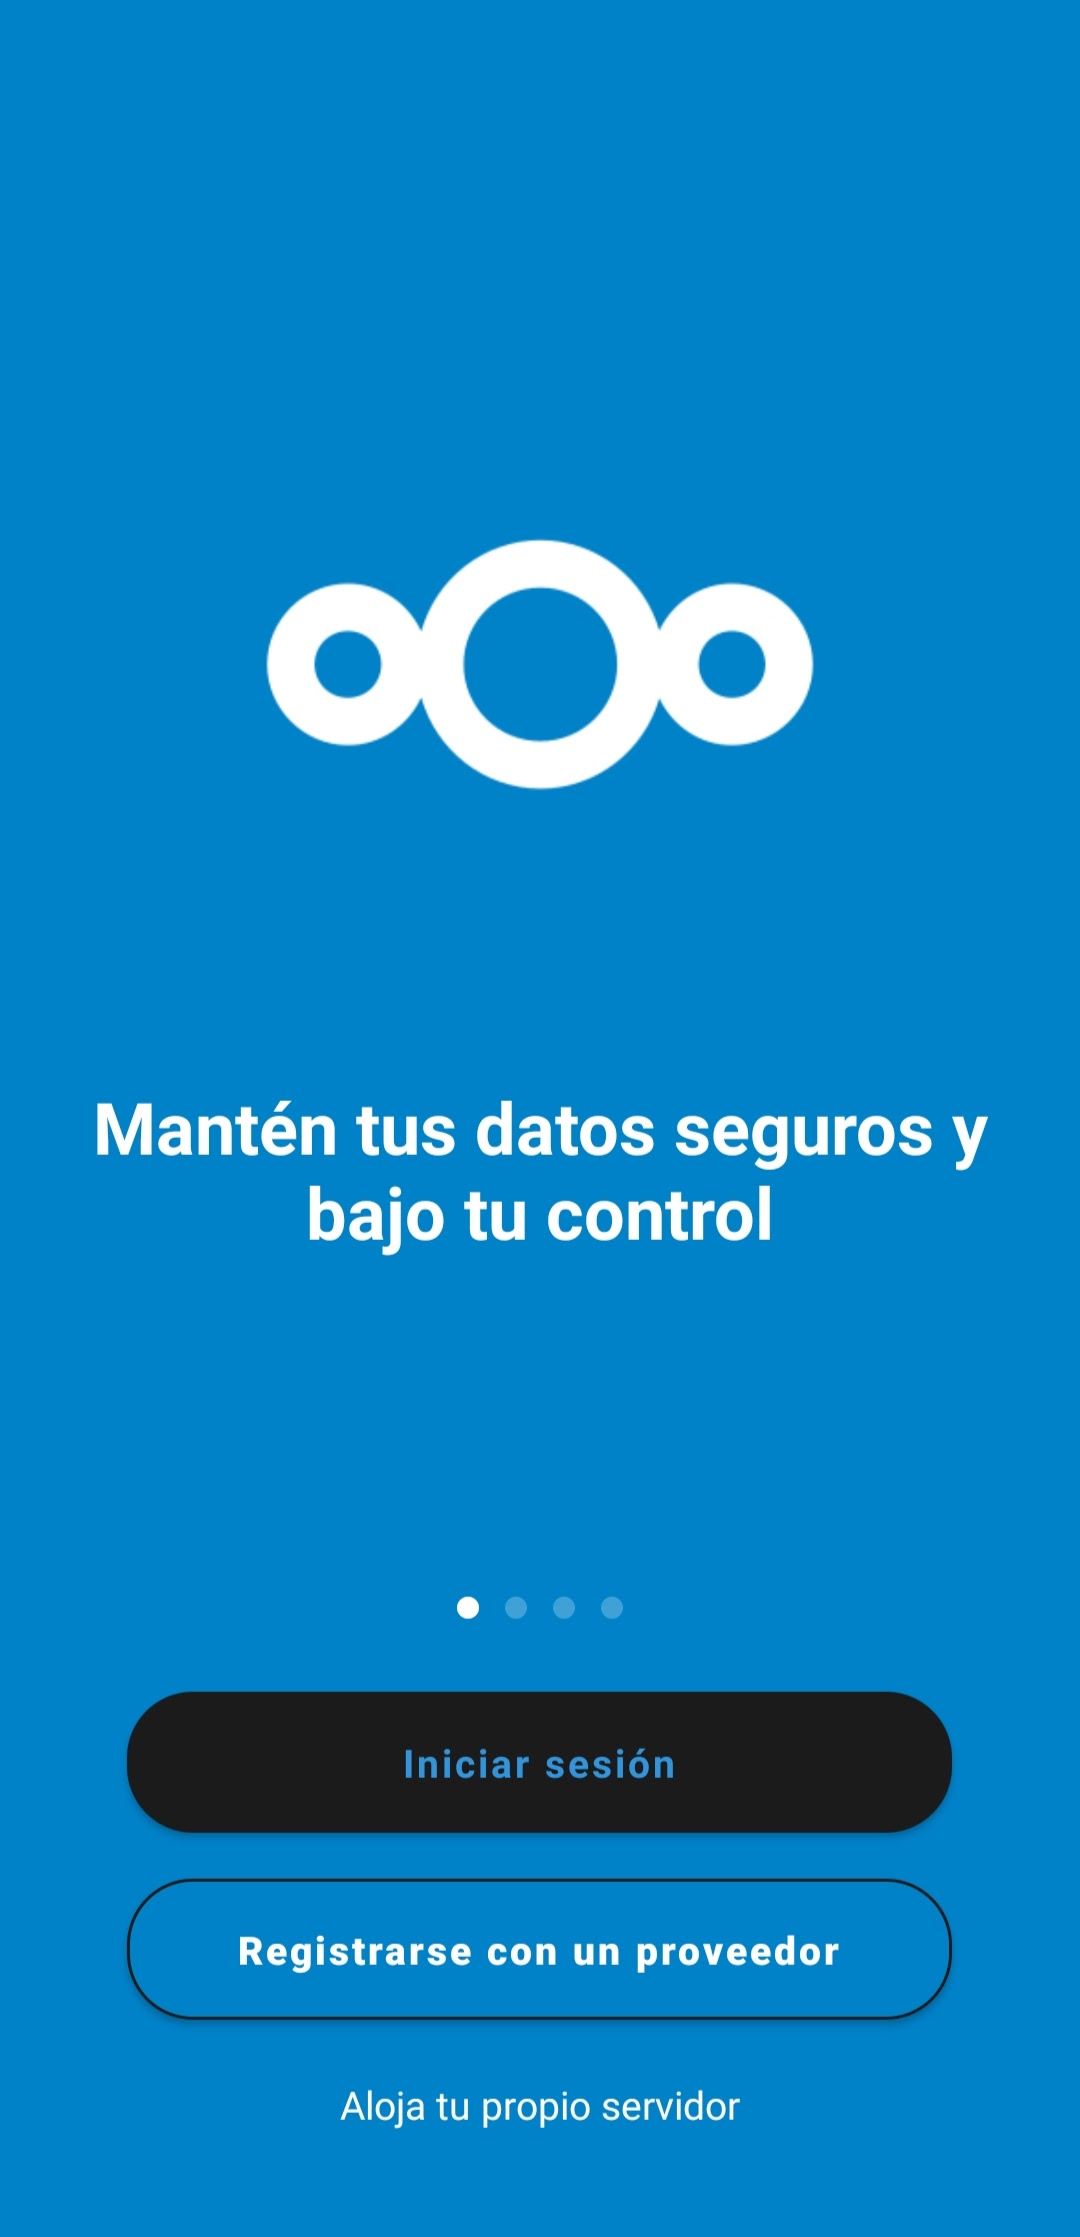 Mantén tus datos seguros y
bajo tu control
Iniciar sesión
Registrarse con un proveedor
Aloja tu propio servidor